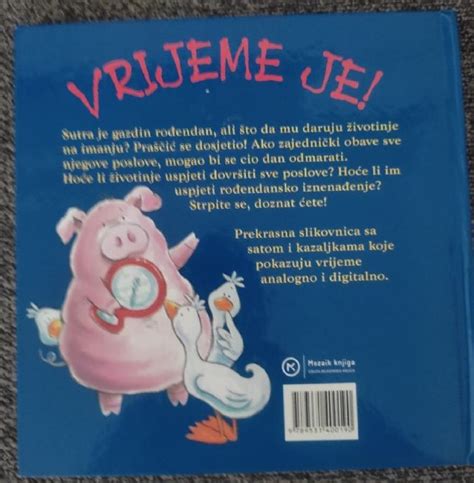 VRIJEME JE!
Sutra je gazdin rođendan, ali što da mu daruju životinje
na imanju? Praščić se dosjetio! Ako zajednički obave sve
njegove poslove, mogao bi se cio dan odmarati.
Hoće li životinje uspjeti dovršiti sve poslove? Hoće li im
uspjeti rođendansko iznenađenje?
Strpite se, doznat ćete!
Prekrasna slikovnica sa
satom i kazaljkama koje
pokazuju vrijeme
analogno i digitalno.
Mozaik knjiga
9 789533 400190